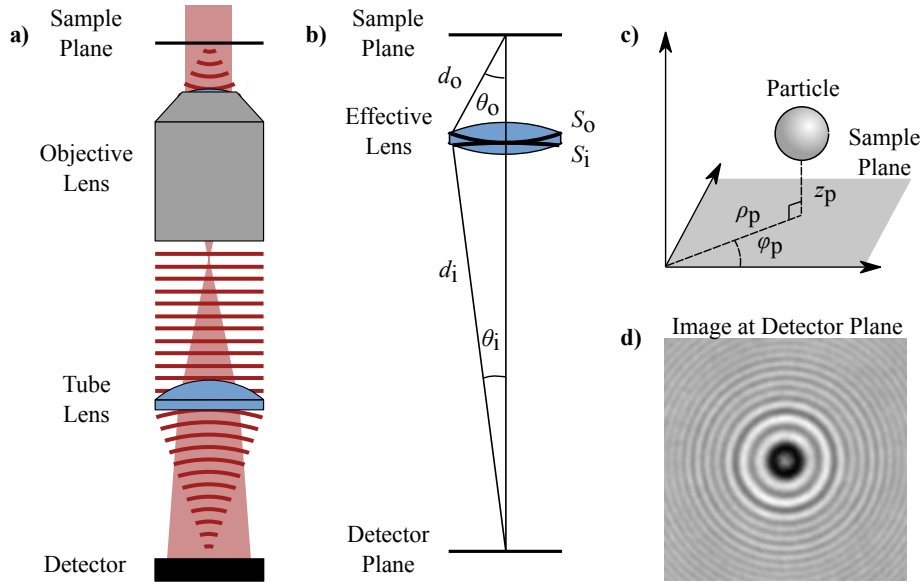 a)
Sample
Plane
Objective
Lens
Tube
Lens
Detector
b)
Sample
Plane
dₒ
θₒ
Effective
Lens
Sₒ
Sᵢ
dᵢ
θᵢ
Detector
Plane
c)
Particle
Sample
Plane
zₚ
ρₚ
φₚ
d)
Image at Detector Plane